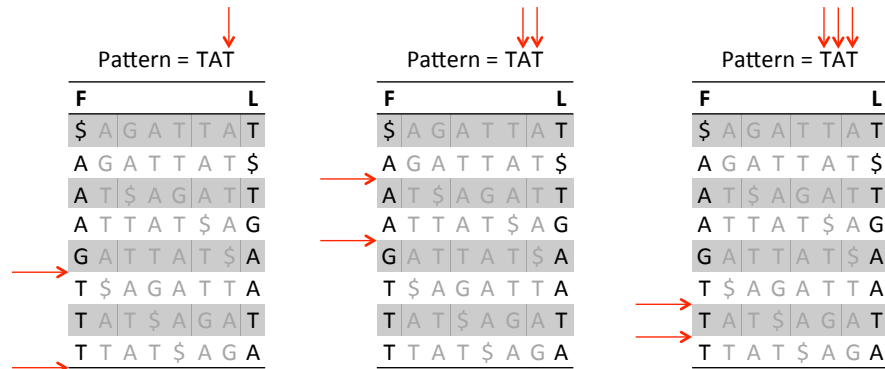 Pattern = TAT
F L
$ A G A T T A T
A G A T T A T $
A T $ A G A T T
A T T A T $ A G
G A T T A T $ A
T $ A G A T T A
T A T $ A G A T
T T A T $ A G A
Pattern = TAT
F L
$ A G A T T A T
A G A T T A T $
A T $ A G A T T
A T T A T $ A G
G A T T A T $ A
T $ A G A T T A
T A T $ A G A T
T T A T $ A G A
Pattern = TAT
F L
$ A G A T T A T
A G A T T A T $
A T $ A G A T T
A T T A T $ A G
G A T T A T $ A
T $ A G A T T A
T A T $ A G A T
T T A T $ A G A